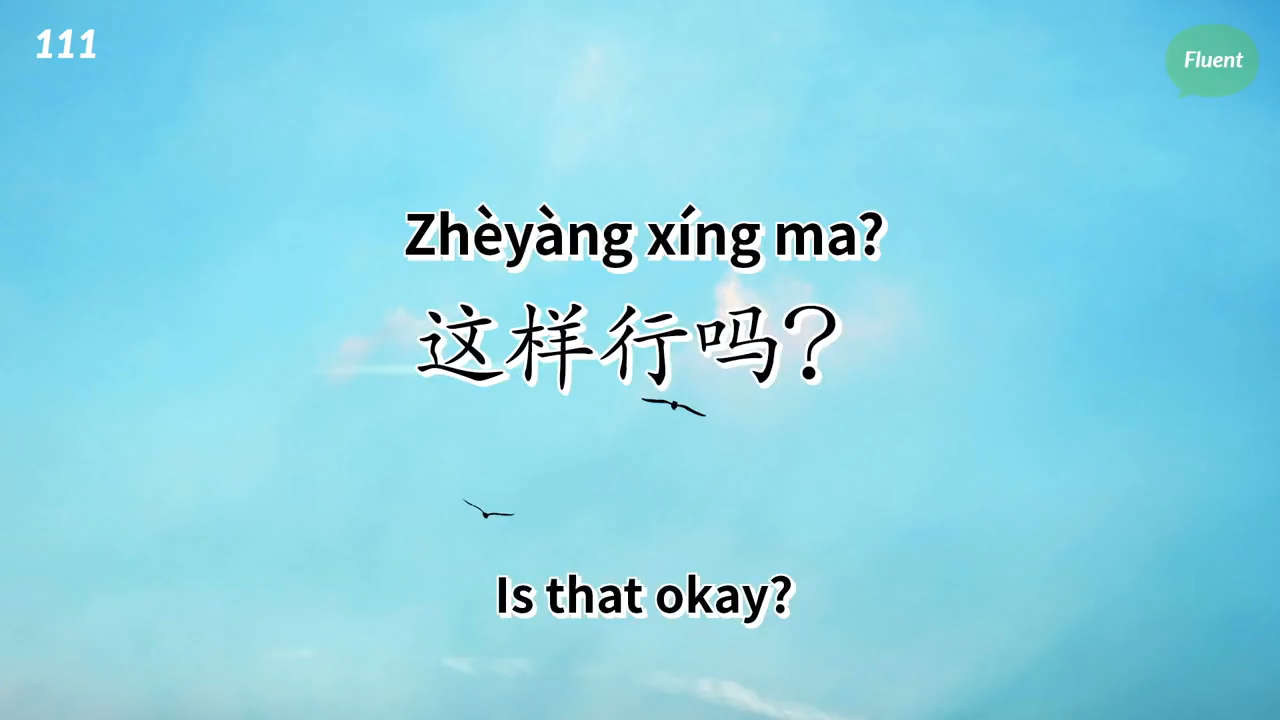 111
Fluent
Zhèyàng xíng ma?
这样行吗?
Is that okay?